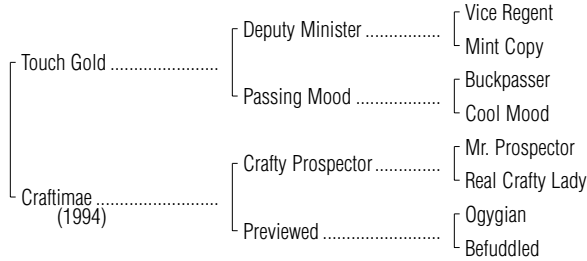 Vice Regent
Deputy Minister ..................
Mint Copy
Touch Gold ........................
Buckpasser
Passing Mood ....................
Cool Mood
Mr. Prospector
Crafty Prospector................
Real Crafty Lady
Craftimae ...........................
(1994)
Ogygian
Previewed ..........................
Befuddled